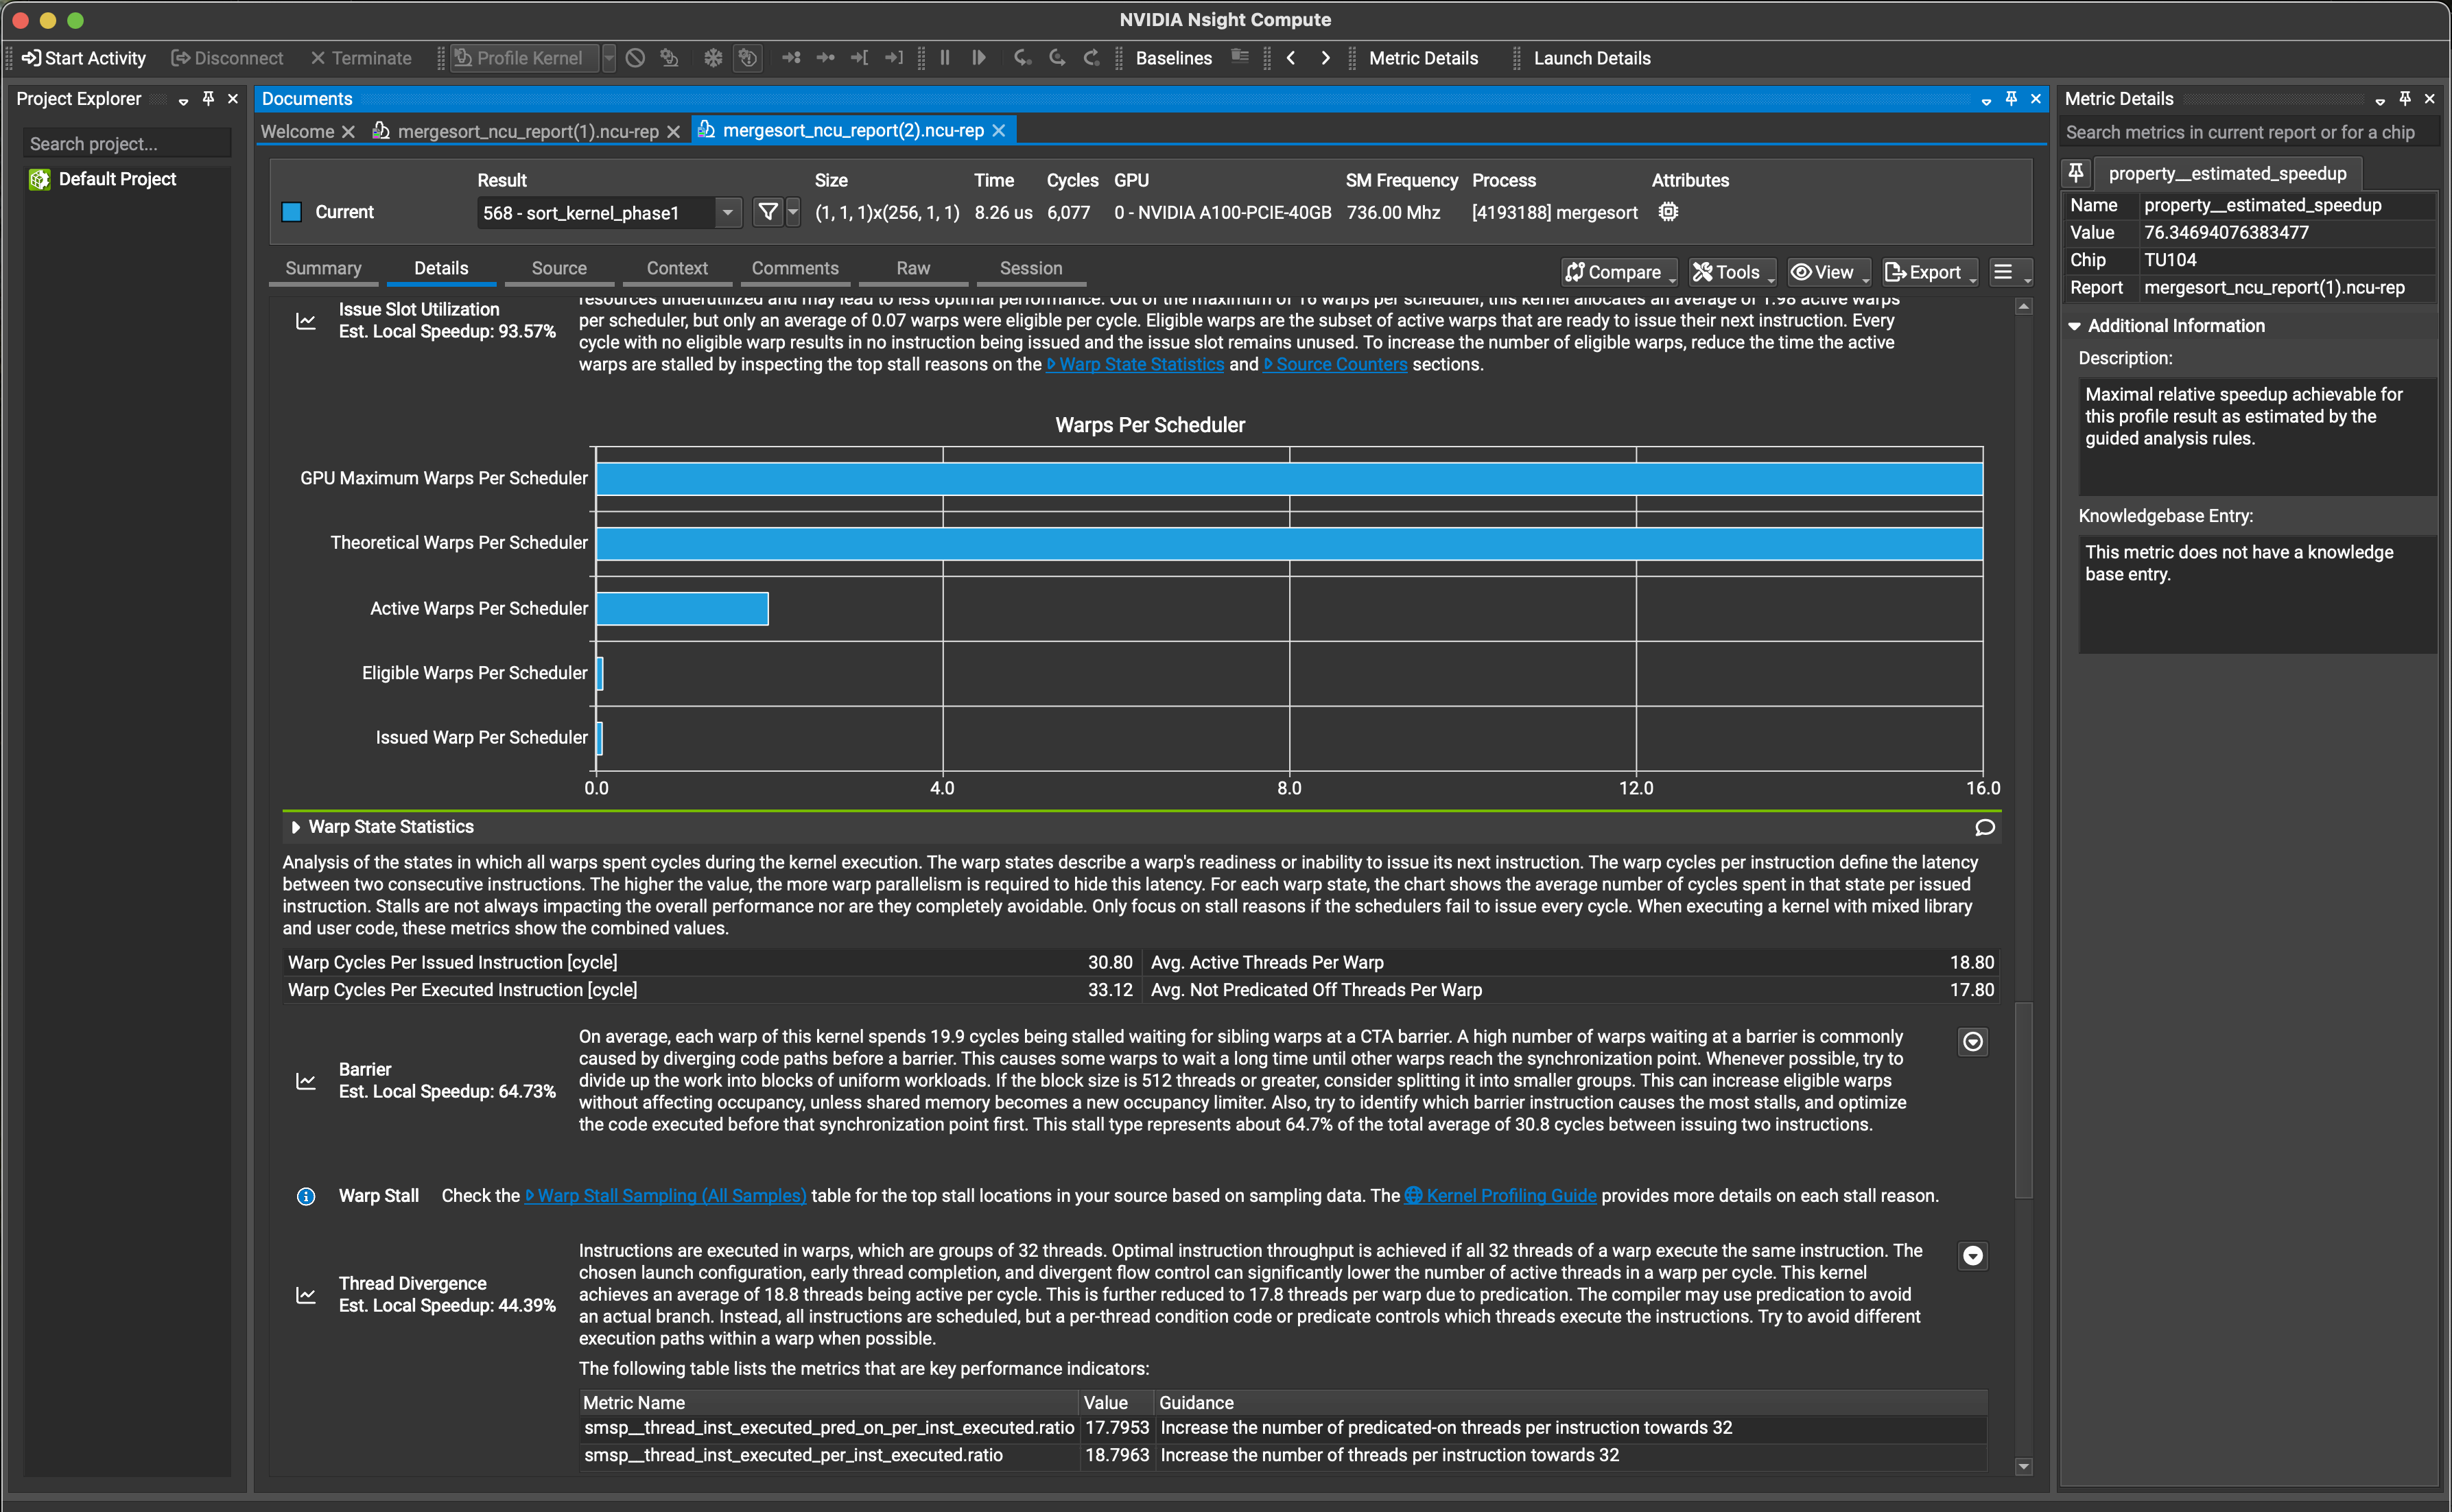 NVIDIA Nsight Compute
Start Activity Disconnect Terminate Profile Kernel Baselines Metric Details Launch Details
Project Explorer
Search project...
Default Project
Documents
Welcome mergesort_ncu_report(1).ncu-rep mergesort_ncu_report(2).ncu-rep
Result Size Time Cycles GPU SM Frequency Process Attributes
Current 568 - sort_kernel_phase1 (1, 1, 1)x(256, 1, 1) 8.26 us 6,077 0 - NVIDIA A100-PCIE-40GB 736.00 Mhz [4193188] mergesort
Summary Details Source Context Comments Raw Session Compare Tools View Export
Issue Slot Utilization
Est. Local Speedup: 93.57%
resources underutilized and may lead to less optimal performance. Out of the maximum of 16 warps per scheduler, this kernel allocates an average of 1.98 active warps
per scheduler, but only an average of 0.07 warps were eligible per cycle. Eligible warps are the subset of active warps that are ready to issue their next instruction. Every
cycle with no eligible warp results in no instruction being issued and the issue slot remains unused. To increase the number of eligible warps, reduce the time the active
warps are stalled by inspecting the top stall reasons on the Warp State Statistics and Source Counters sections.
Warps Per Scheduler
GPU Maximum Warps Per Scheduler
Theoretical Warps Per Scheduler
Active Warps Per Scheduler
Eligible Warps Per Scheduler
Issued Warp Per Scheduler
0.0 4.0 8.0 12.0 16.0
Warp State Statistics
Analysis of the states in which all warps spent cycles during the kernel execution. The warp states describe a warp's readiness or inability to issue its next instruction. The warp cycles per instruction define the latency
between two consecutive instructions. The higher the value, the more warp parallelism is required to hide this latency. For each warp state, the chart shows the average number of cycles spent in that state per issued
instruction. Stalls are not always impacting the overall performance nor are they completely avoidable. Only focus on stall reasons if the schedulers fail to issue every cycle. When executing a kernel with mixed library
and user code, these metrics show the combined values.
Warp Cycles Per Issued Instruction [cycle] 30.80 Avg. Active Threads Per Warp 18.80
Warp Cycles Per Executed Instruction [cycle] 33.12 Avg. Not Predicated Off Threads Per Warp 17.80
Barrier
Est. Local Speedup: 64.73%
On average, each warp of this kernel spends 19.9 cycles being stalled waiting for sibling warps at a CTA barrier. A high number of warps waiting at a barrier is commonly
caused by diverging code paths before a barrier. This causes some warps to wait a long time until other warps reach the synchronization point. Whenever possible, try to
divide up the work into blocks of uniform workloads. If the block size is 512 threads or greater, consider splitting it into smaller groups. This can increase eligible warps
without affecting occupancy, unless shared memory becomes a new occupancy limiter. Also, try to identify which barrier instruction causes the most stalls, and optimize
the code executed before that synchronization point first. This stall type represents about 64.7% of the total average of 30.8 cycles between issuing two instructions.
Warp Stall Check the Warp Stall Sampling (All Samples) table for the top stall locations in your source based on sampling data. The Kernel Profiling Guide provides more details on each stall reason.
Thread Divergence
Est. Local Speedup: 44.39%
Instructions are executed in warps, which are groups of 32 threads. Optimal instruction throughput is achieved if all 32 threads of a warp execute the same instruction. The
chosen launch configuration, early thread completion, and divergent flow control can significantly lower the number of active threads in a warp per cycle. This kernel
achieves an average of 18.8 threads being active per cycle. This is further reduced to 17.8 threads per warp due to predication. The compiler may use predication to avoid
an actual branch. Instead, all instructions are scheduled, but a per-thread condition code or predicate controls which threads execute the instructions. Try to avoid different
execution paths within a warp when possible.
The following table lists the metrics that are key performance indicators:
Metric Name Value Guidance
smsp__thread_inst_executed_pred_on_per_inst_executed.ratio 17.7953 Increase the number of predicated-on threads per instruction towards 32
smsp__thread_inst_executed_per_inst_executed.ratio 18.7963 Increase the number of threads per instruction towards 32
Metric Details
Search metrics in current report or for a chip
property__estimated_speedup
Name property__estimated_speedup
Value 76.34694076383477
Chip TU104
Report mergesort_ncu_report(1).ncu-rep
Additional Information
Description:
Maximal relative speedup achievable for
this profile result as estimated by the
guided analysis rules.
Knowledgebase Entry:
This metric does not have a knowledge
base entry.